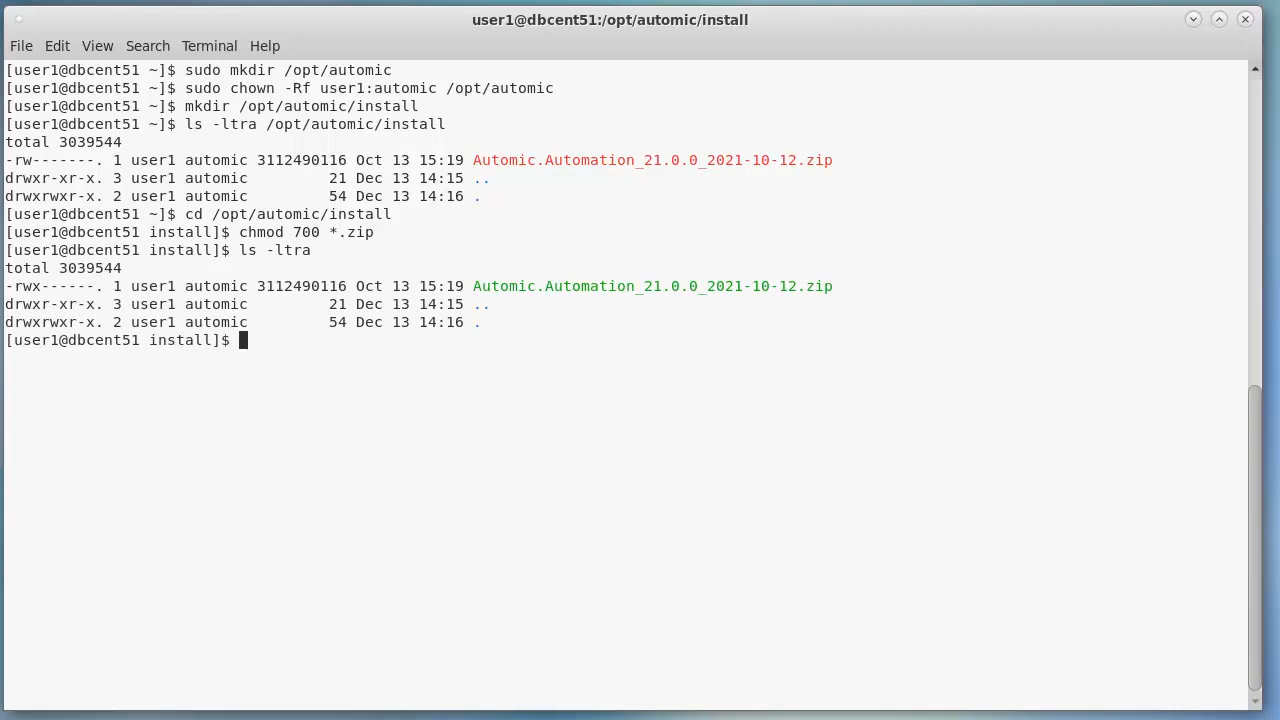 user1@dbcent51:/opt/automic/install
File Edit View Search Terminal Help
[user1@dbcent51 ~]$ sudo mkdir /opt/automic
[user1@dbcent51 ~]$ sudo chown -Rf user1:automic /opt/automic
[user1@dbcent51 ~]$ mkdir /opt/automic/install
[user1@dbcent51 ~]$ ls -ltra /opt/automic/install
total 3039544
-rw-------. 1 user1 automic 3112490116 Oct 13 15:19 Automic.Automation_21.0.0_2021-10-12.zip
drwxr-xr-x. 3 user1 automic         21 Dec 13 14:15 ..
drwxrwxr-x. 2 user1 automic         54 Dec 13 14:16 .
[user1@dbcent51 ~]$ cd /opt/automic/install
[user1@dbcent51 install]$ chmod 700 *.zip
[user1@dbcent51 install]$ ls -ltra
total 3039544
-rwx------. 1 user1 automic 3112490116 Oct 13 15:19 Automic.Automation_21.0.0_2021-10-12.zip
drwxr-xr-x. 3 user1 automic         21 Dec 13 14:15 ..
drwxrwxr-x. 2 user1 automic         54 Dec 13 14:16 .
[user1@dbcent51 install]$